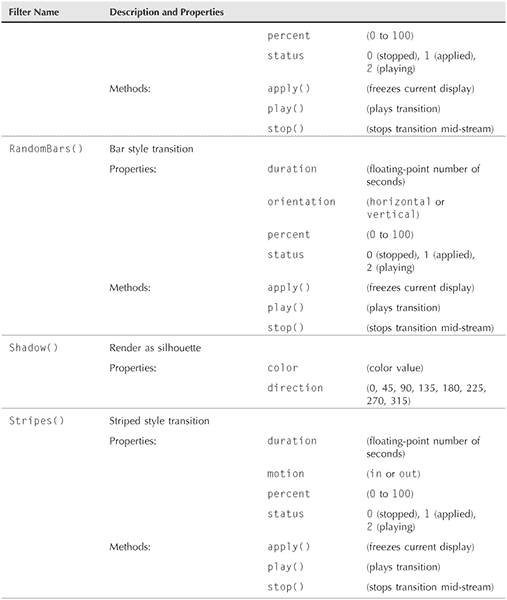 Filter Name Description and Properties
percent (0 to 100)
status 0 (stopped), 1 (applied),
2 (playing)
Methods: apply() (freezes current display)
play() (plays transition)
stop() (stops transition mid-stream)
RandomBars() Bar style transition
Properties: duration (floating-point number of
seconds)
orientation (horizontal or
vertical)
percent (0 to 100)
status 0 (stopped), 1 (applied),
2 (playing)
Methods: apply() (freezes current display)
play() (plays transition)
stop() (stops transition mid-stream)
Shadow() Render as silhouette
Properties: color (color value)
direction (0, 45, 90, 135, 180, 225,
270, 315)
Stripes() Striped style transition
Properties: duration (floating-point number of
seconds)
motion (in or out)
percent (0 to 100)
status 0 (stopped), 1 (applied),
2 (playing)
Methods: apply() (freezes current display)
play() (plays transition)
stop() (stops transition mid-stream)